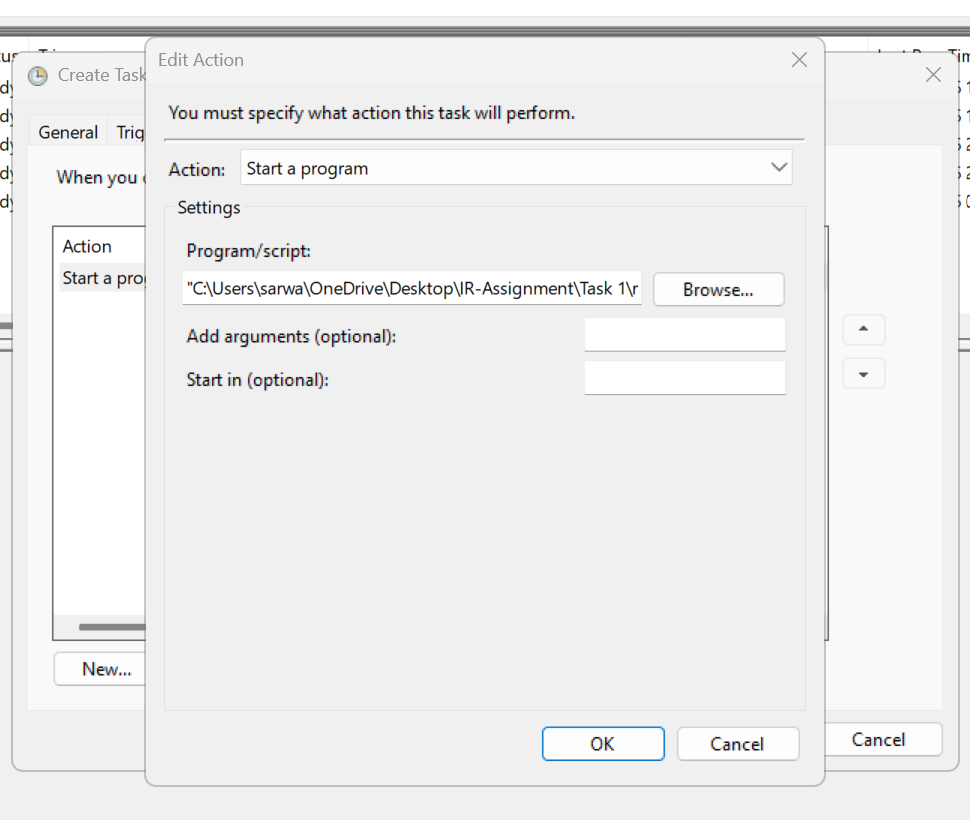 Edit Action
Create Task
You must specify what action this task will perform.
General
Trig
Action:
Start a program
When you
Settings
Action
Program/script:
Start a prog
"C:\Users\sarwa\OneDrive\Desktop\IR-Assignment\Task 1\r
Browse...
Add arguments (optional):
Start in (optional):
New...
OK
Cancel
Cancel